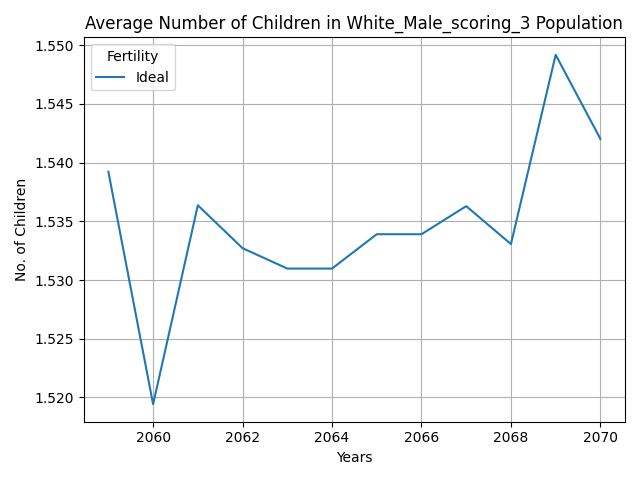 Average Number of Children in White_Male_scoring_3 Population
1.550
1.545
1.540
1.535
1.530
1.525
1.520
No. of Children
Fertility
Ideal
2060 2062 2064 2066 2068 2070
Years